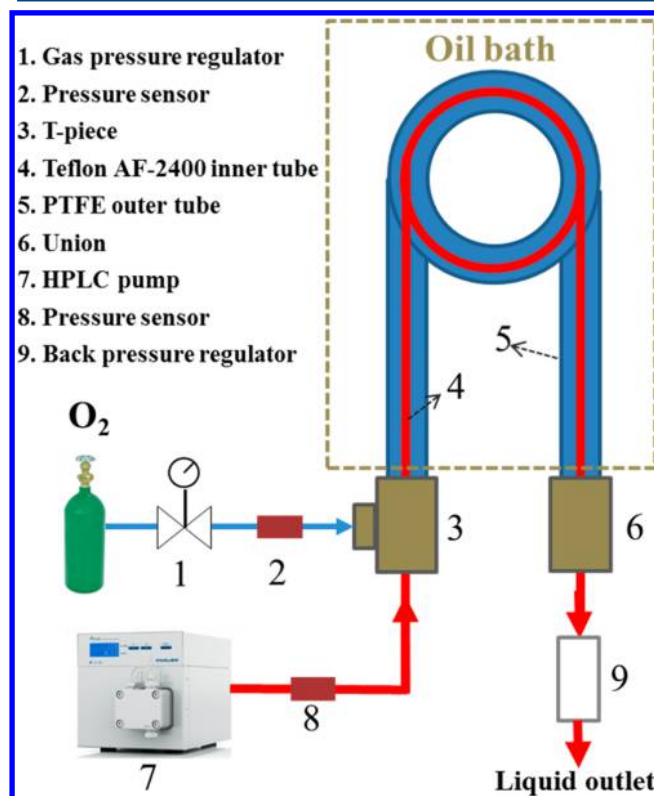 Oil bath
1. Gas pressure regulator
2. Pressure sensor
3. T-piece
4. Teflon AF-2400 inner tube
5. PTFE outer tube
6. Union
7. HPLC pump
8. Pressure sensor
9. Back pressure regulator
5
4
O2
1
2
3
6
8
7
9
Liquid outlet